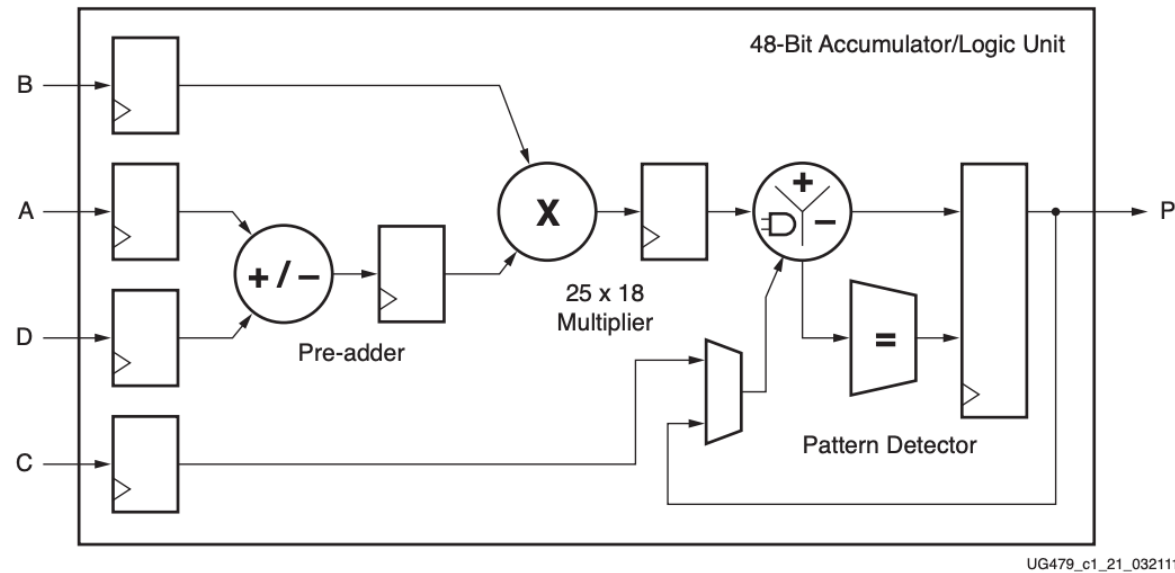 48-Bit Accumulator/Logic Unit
B
A
X
+
−
P
+ / −
25 x 18
Multiplier
D
=
Pre-adder
Pattern Detector
C
UG479_c1_21_032111